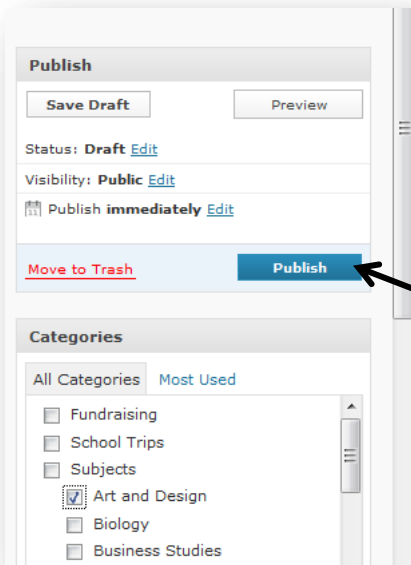 Publish
Save Draft Preview
Status: Draft Edit
Visibility: Public Edit
Publish immediately Edit
Move to Trash Publish
Categories
All Categories Most Used
Fundraising
School Trips
Subjects
Art and Design
Biology
Business Studies